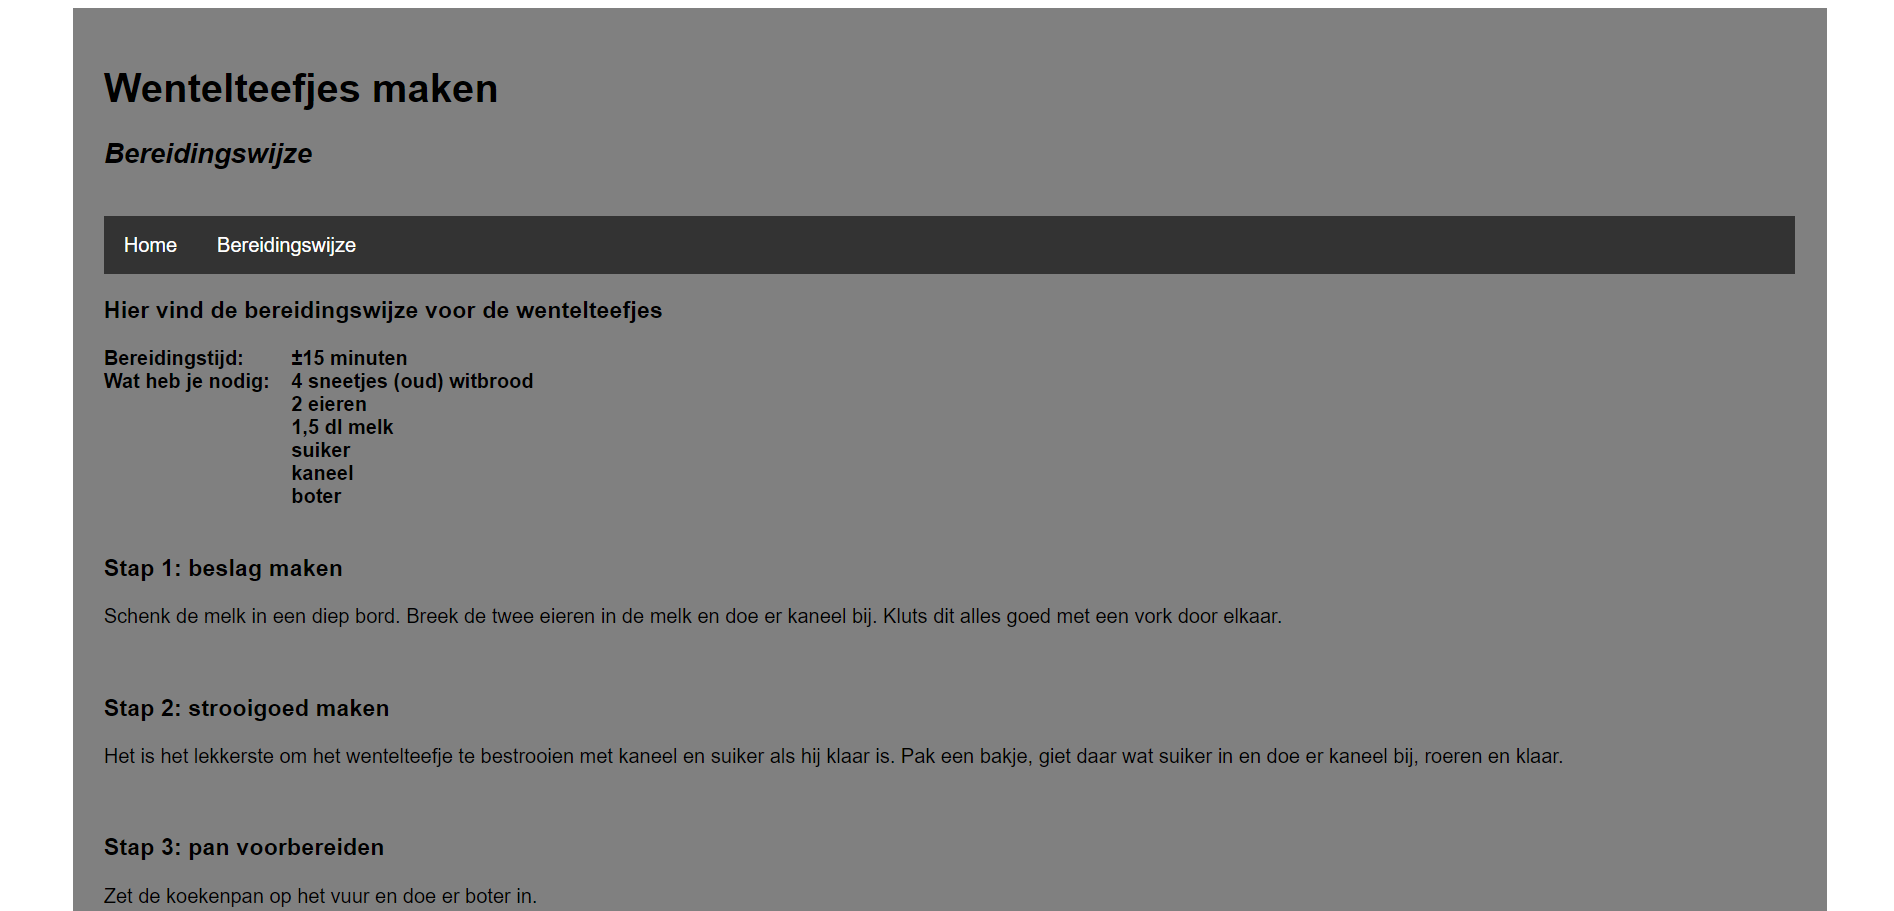 Wentelteefjes maken
Bereidingswijze
Home Bereidingswijze
Hier vind de bereidingswijze voor de wentelteefjes
Bereidingstijd: ±15 minuten
Wat heb je nodig: 4 sneetjes (oud) witbrood
2 eieren
1,5 dl melk
suiker
kaneel
boter
Stap 1: beslag maken
Schenk de melk in een diep bord. Breek de twee eieren in de melk en doe er kaneel bij. Kluts dit alles goed met een vork door elkaar.
Stap 2: strooigoed maken
Het is het lekkerste om het wentelteefje te bestrooien met kaneel en suiker als hij klaar is. Pak een bakje, giet daar wat suiker in en doe er kaneel bij, roeren en klaar.
Stap 3: pan voorbereiden
Zet de koekenpan op het vuur en doe er boter in.